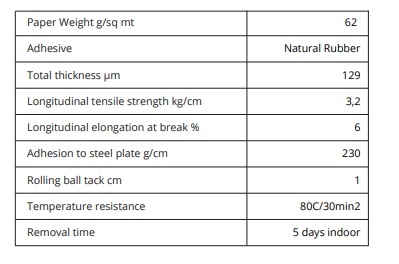 Paper Weight g/sq mt 62
Adhesive Natural Rubber
Total thickness µm 129
Longitudinal tensile strength kg/cm 3,2
Longitudinal elongation at break % 6
Adhesion to steel plate g/cm 230
Rolling ball tack cm 1
Temperature resistance 80C/30min2
Removal time 5 days indoor